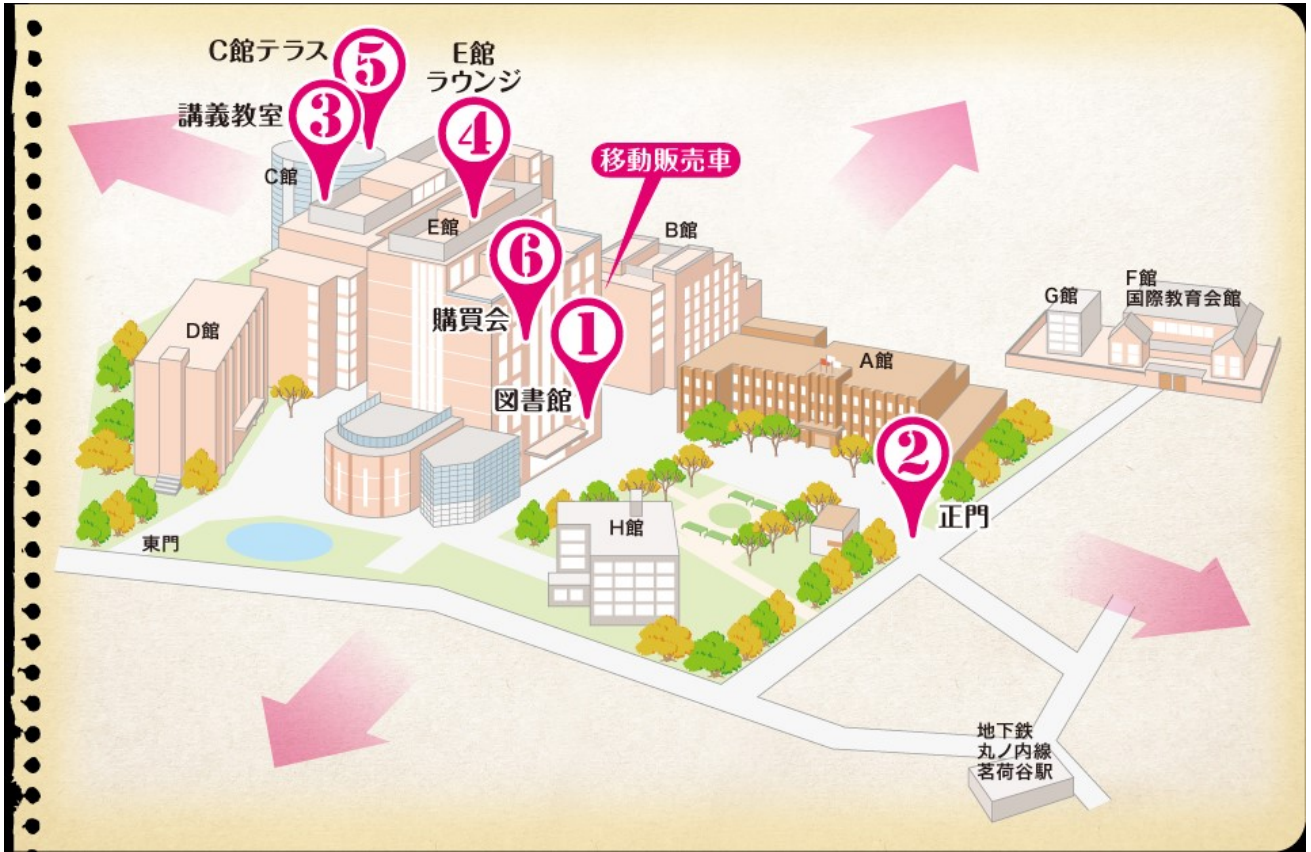 C館テラス
5
E館
ラウンジ
講義教室
3
4
移動販売車
C館
E館
B館
6
F館
国際教育会館
G館
購買会
1
D館
A館
図書館
2
正門
H館
東門
地下鉄
丸ノ内線
茗荷谷駅